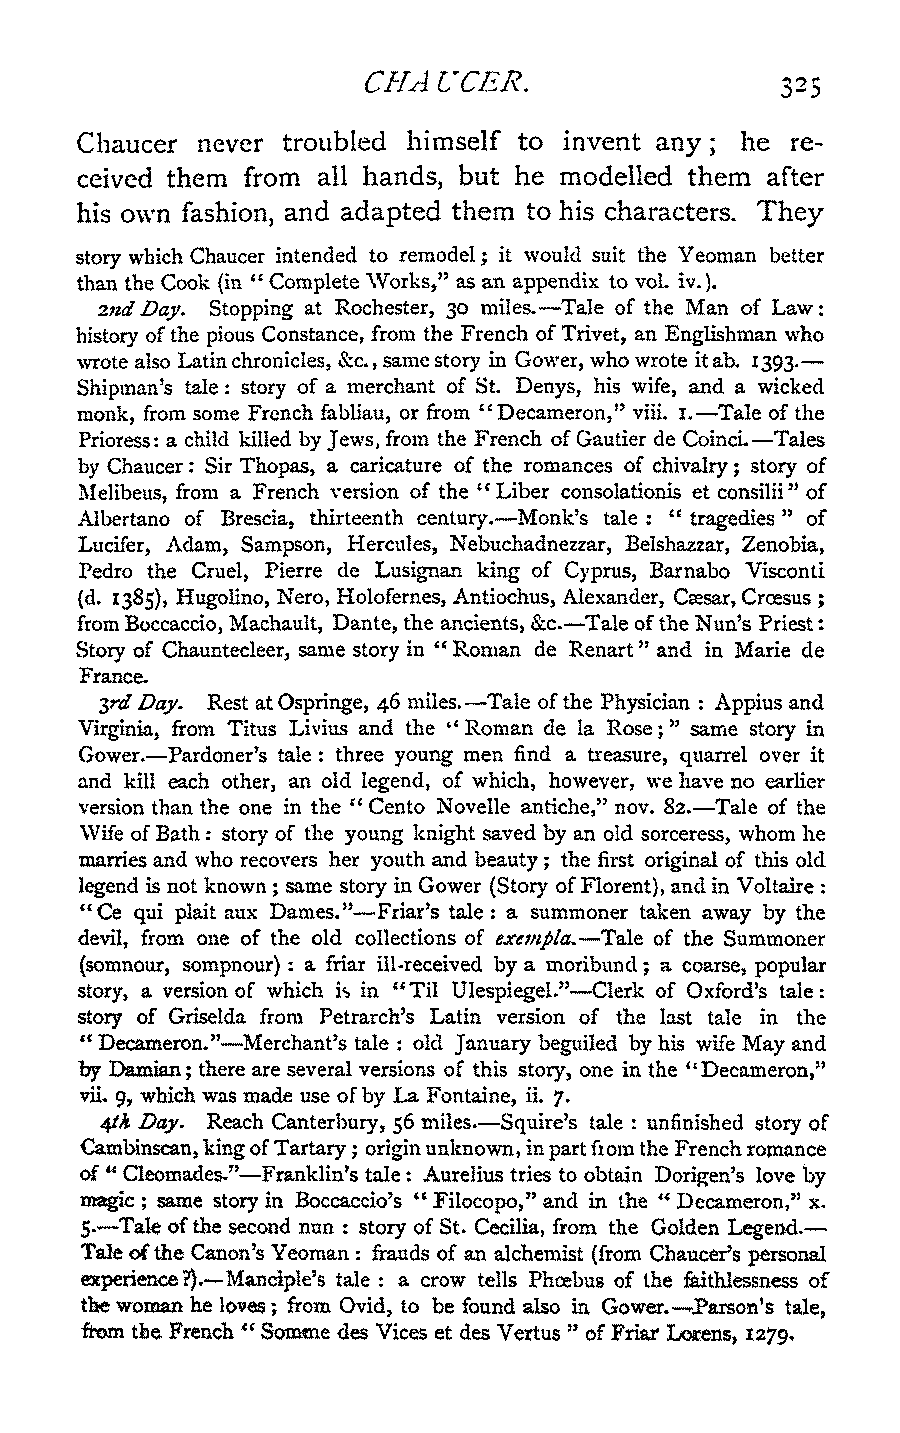 CHAUCER. 325
Chaucer never troubled himself to invent any; he re-
ceived them from all hands, but he modelled them after
his own fashion, and adapted them to his characters. They
story which Chaucer intended to remodel; it would suit the Yeoman better
than the Cook (in “Complete Works,” as an appendix to vol. iv.).
2nd Day. Stopping at Rochester, 30 miles.—Tale of the Man of Law:
history of the pious Constance, from the French of Trivet, an Englishman who
wrote also Latin chronicles, &c., same story in Gower, who wrote it ab. 1393.—
Shipman's tale: story of a merchant of St. Denys, his wife, and a wicked
monk, from some French fabliau, or from “Decameron,” viii. 1.—Tale of the
Prioress: a child killed by Jews, from the French of Gautier de Coinci.—Tales
by Chaucer: Sir Thopas, a caricature of the romances of chivalry; story of
Melibeus, from a French version of the “Liber consolationis et consilii” of
Albertano of Brescia, thirteenth century.—Monk's tale: “tragedies” of
Lucifer, Adam, Sampson, Hercules, Nebuchadnezzar, Belshazzar, Zenobia,
Pedro the Cruel, Pierre de Lusignan king of Cyprus, Barnabo Visconti
(d. 1385), Hugolino, Nero, Holofernes, Antiochus, Alexander, Cæsar, Crœsus;
from Boccaccio, Machault, Dante, the ancients, &c.—Tale of the Nun's Priest:
Story of Chauntecleer, same story in “Roman de Renart” and in Marie de
France.
3rd Day. Rest at Ospringe, 46 miles.—Tale of the Physician: Appius and
Virginia, from Titus Livius and the “Roman de la Rose;” same story in
Gower.—Pardoner's tale: three young men find a treasure, quarrel over it
and kill each other, an old legend, of which, however, we have no earlier
version than the one in the “Cento Novelle antiche,” nov. 82.—Tale of the
Wife of Bath: story of the young knight saved by an old sorceress, whom he
marries and who recovers her youth and beauty; the first original of this old
legend is not known; same story in Gower (Story of Florent), and in Voltaire:
“Ce qui plait aux Dames.”—Friar's tale: a summoner taken away by the
devil, from one of the old collections of exempla.—Tale of the Summoner
(somnour, sompnour): a friar ill-received by a moribund; a coarse, popular
story, a version of which is in “Til Ulespiegel.”—Clerk of Oxford's tale:
story of Griselda from Petrarch's Latin version of the last tale in the
“Decameron.”—Merchant's tale: old January beguiled by his wife May and
by Damian; there are several versions of this story, one in the “Decameron,”
vii. 9, which was made use of by La Fontaine, ii. 7.
4th Day. Reach Canterbury, 56 miles.—Squire's tale: unfinished story of
Cambinscan, king of Tartary; origin unknown, in part from the French romance
of “Cleomades.”—Franklin's tale: Aurelius tries to obtain Dorigen's love by
magic; same story in Boccaccio's “Filocopo,” and in the “Decameron,” x.
5.—Tale of the second nun: story of St. Cecilia, from the Golden Legend.—
Tale of the Canon's Yeoman: frauds of an alchemist (from Chaucer's personal
experience?).—Manciple's tale: a crow tells Phœbus of the faithlessness of
the woman he loves; from Ovid, to be found also in Gower.—Parson's tale,
from the French “Somme des Vices et des Vertus” of Friar Lorens, 1279.